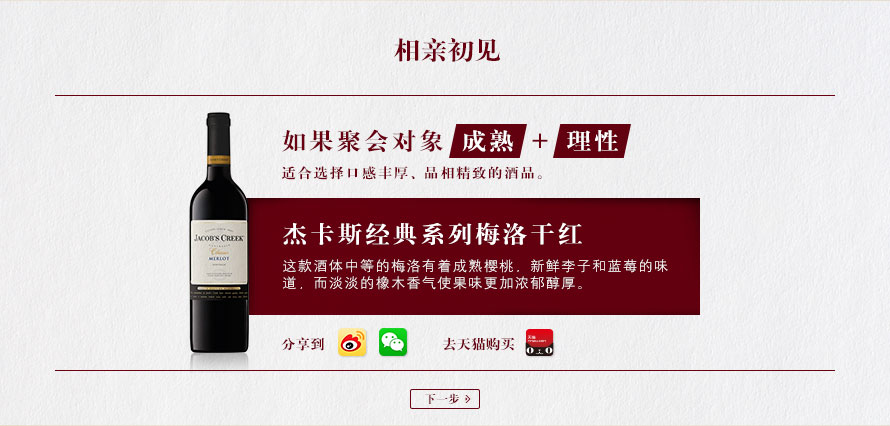 相亲初见
如果聚会对象 成熟 + 理性
适合选择口感丰厚、品相精致的酒品。
JACOB'S CREEK
Classic
MERLOT
杰卡斯经典系列梅洛干红
这款酒体中等的梅洛有着成熟樱桃，新鲜李子和蓝莓的味
道，而淡淡的橡木香气使果味更加浓郁醇厚。
分享到 去天猫购买
天猫
下一步